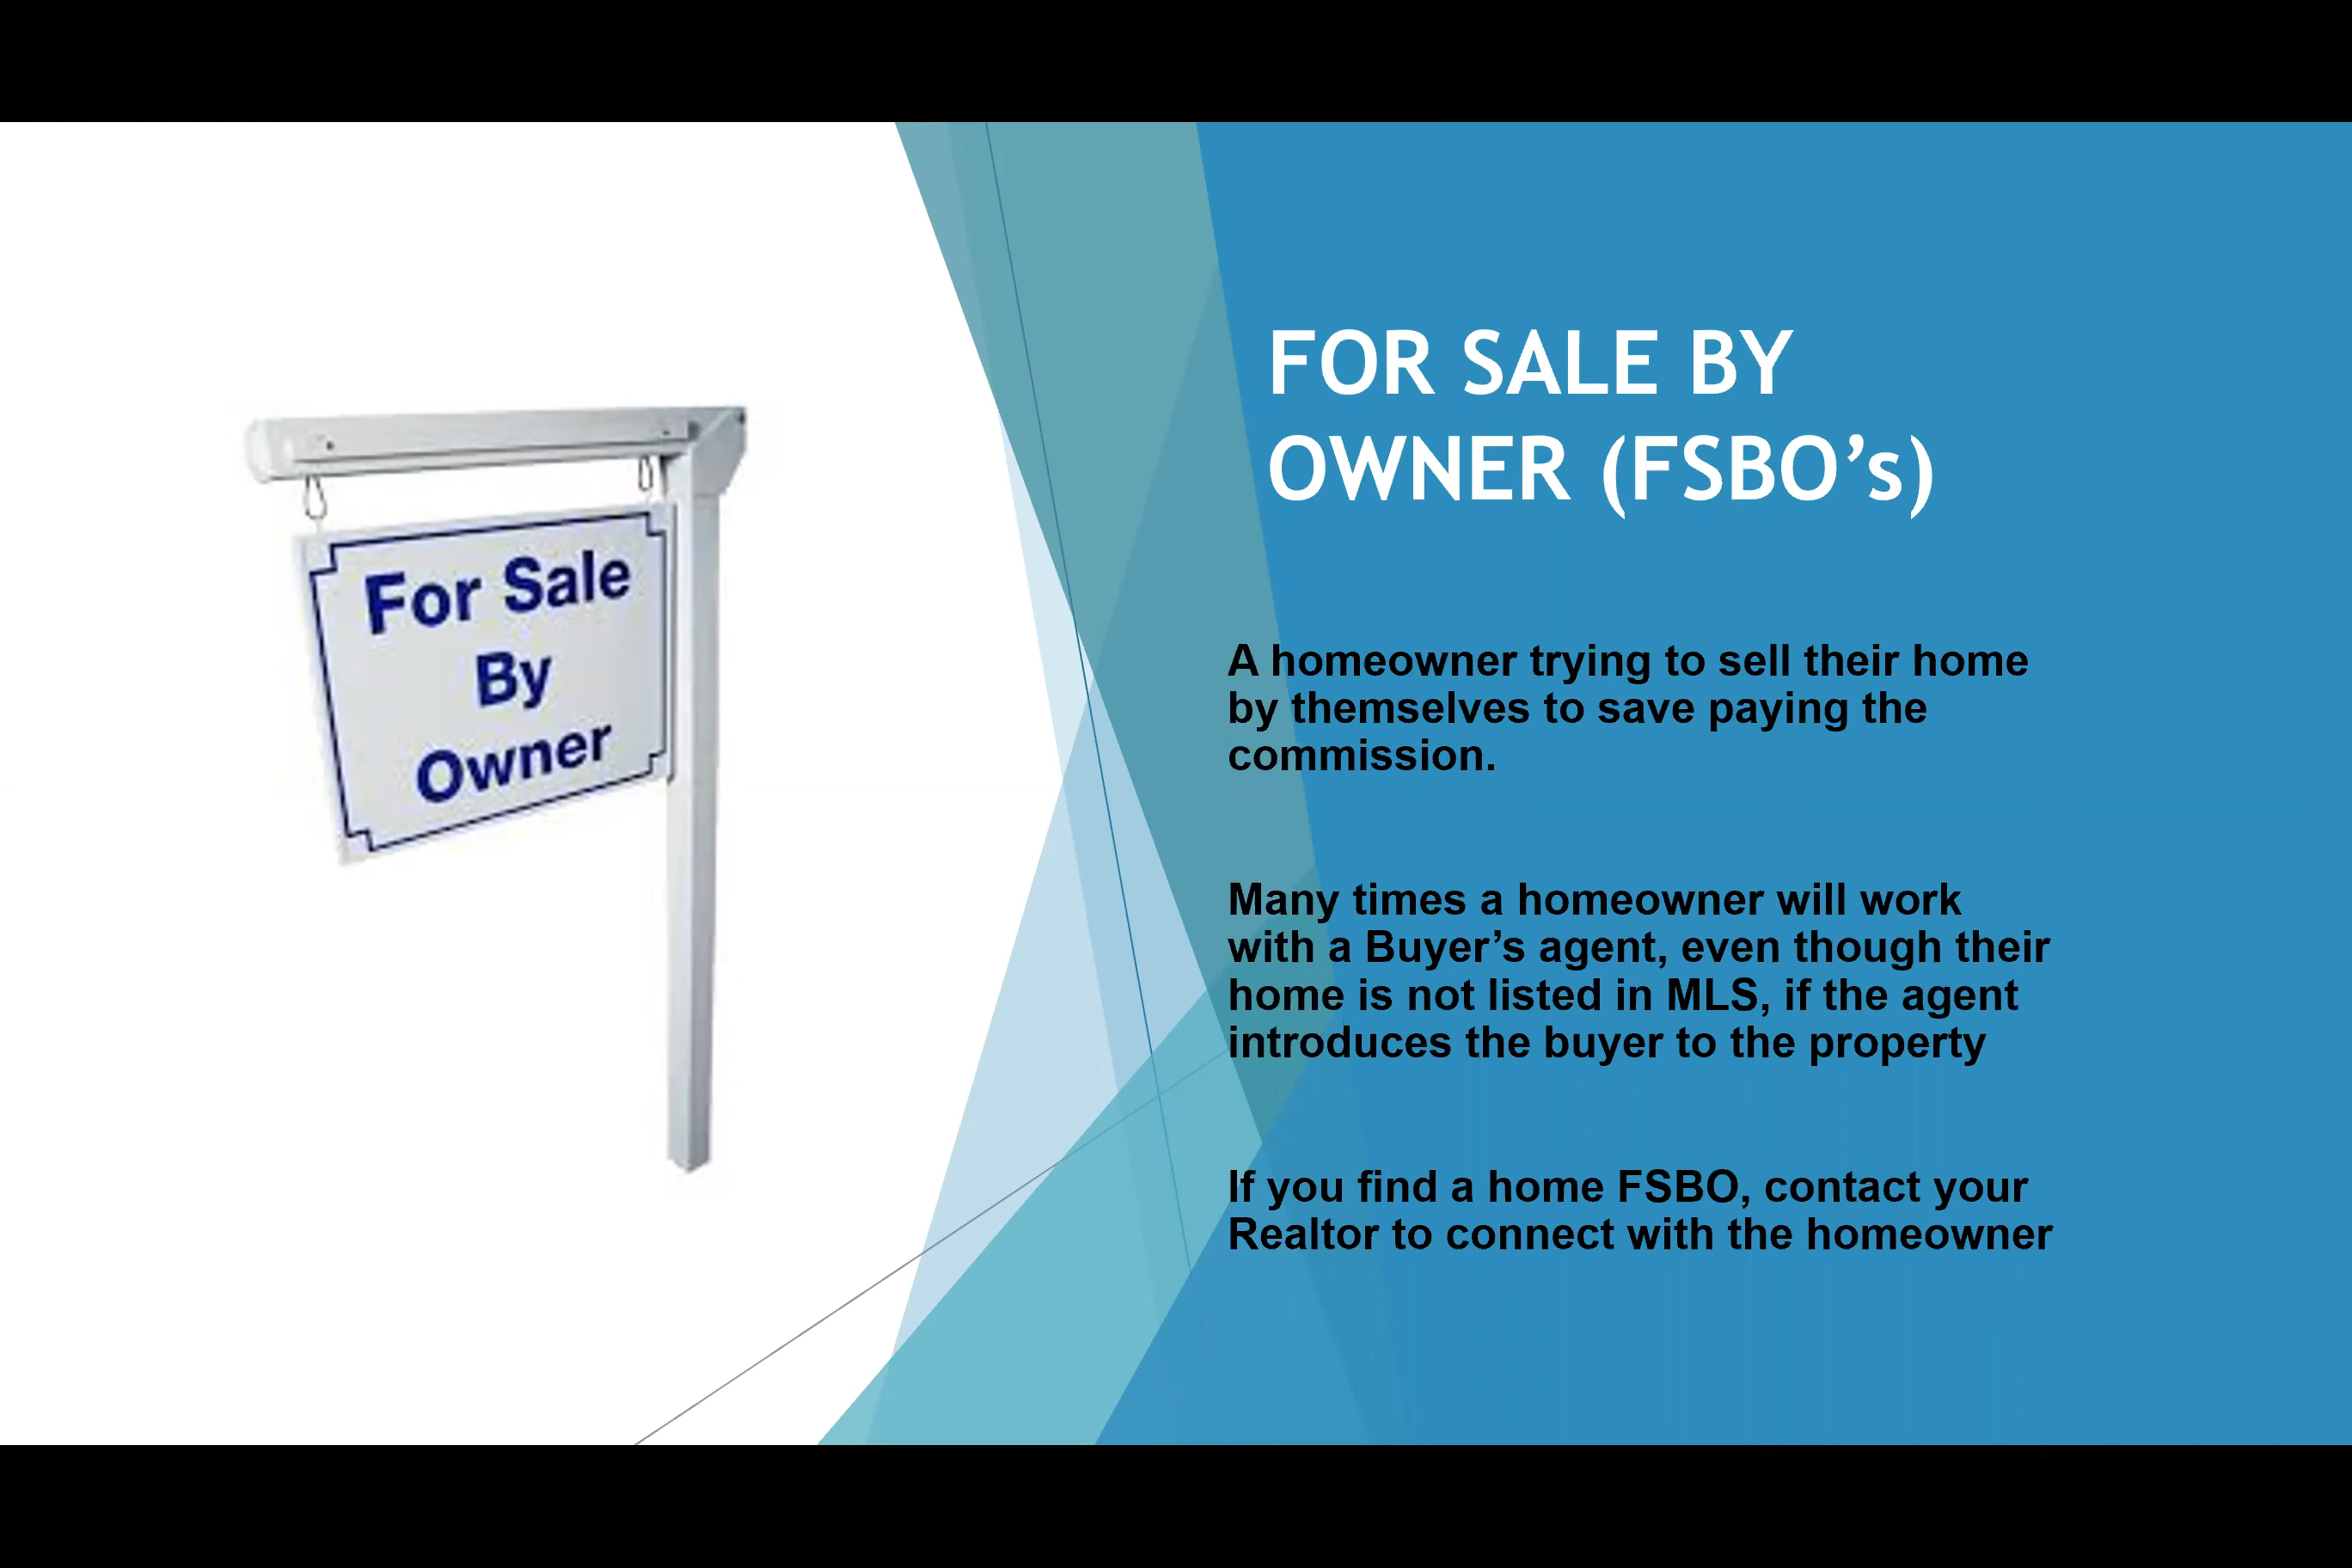 For Sale
By
Owner
FOR SALE BY
OWNER (FSBO’s)
A homeowner trying to sell their home
by themselves to save paying the
commission.
Many times a homeowner will work
with a Buyer’s agent, even though their
home is not listed in MLS, if the agent
introduces the buyer to the property
If you find a home FSBO, contact your
Realtor to connect with the homeowner